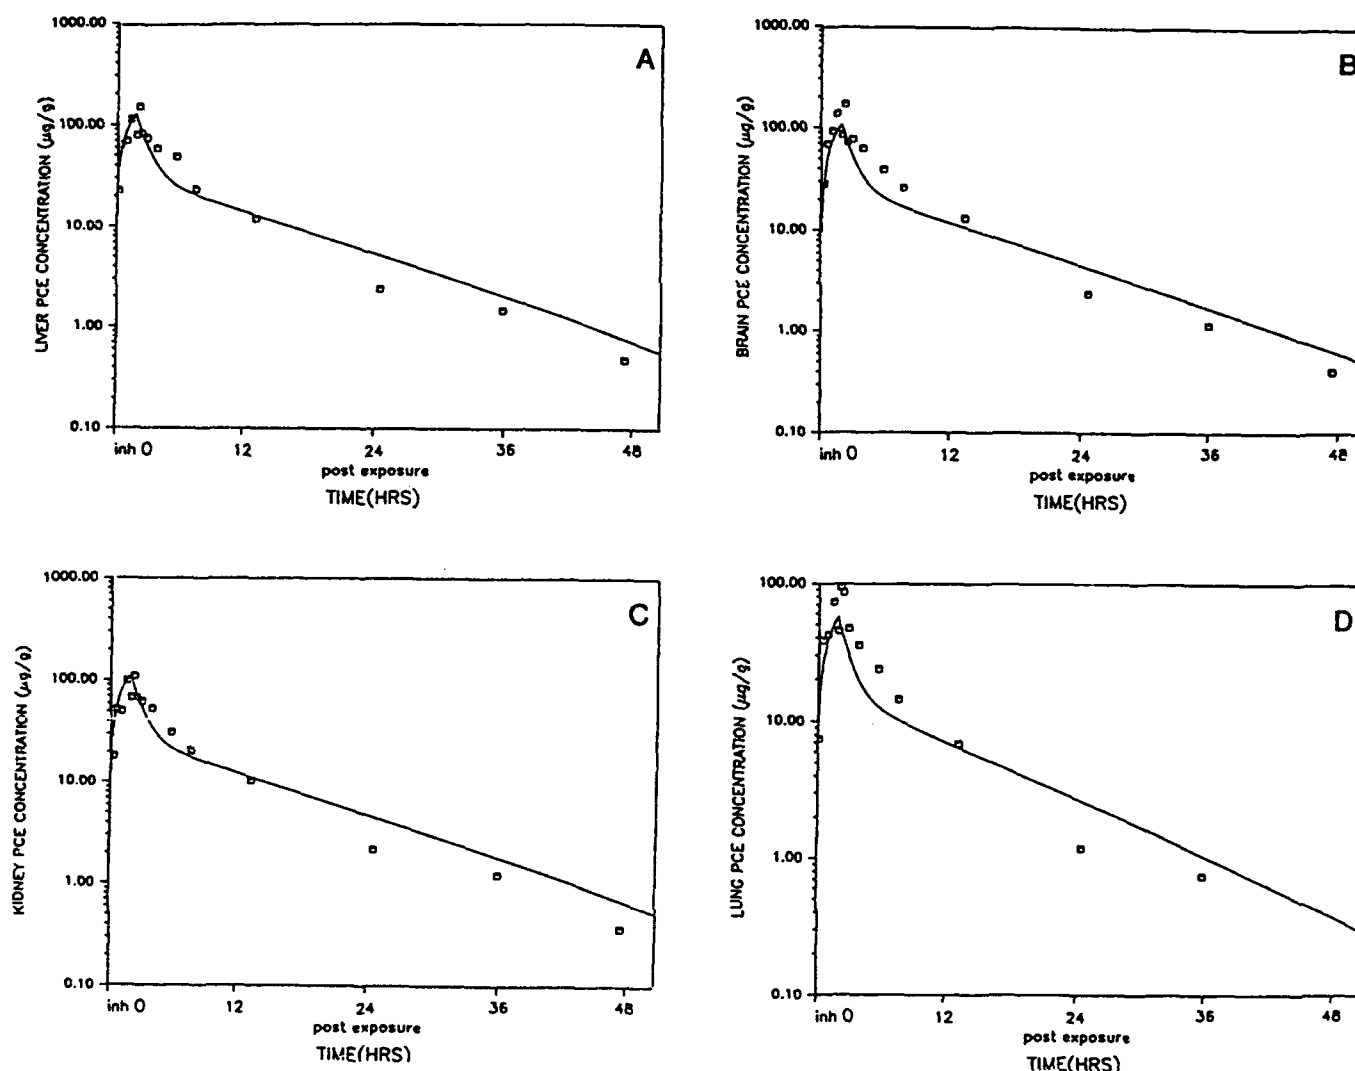 A
1000.00
100.00
10.00
1.00
0.10
LIVER PCE CONCENTRATION (µg/g)
inh 0 12 24 36 48
post exposure
TIME(HRS)
B
1000.00
100.00
10.00
1.00
0.10
BRAIN PCE CONCENTRATION (µg/g)
inh 0 12 24 36 48
post exposure
TIME(HRS)
C
1000.00
100.00
10.00
1.00
0.10
KIDNEY PCE CONCENTRATION (µg/g)
inh 0 12 24 36 48
post exposure
TIME(HRS)
D
100.00
10.00
1.00
0.10
LUNG PCE CONCENTRATION (µg/g)
inh 0 12 24 36 48
post exposure
TIME(HRS)